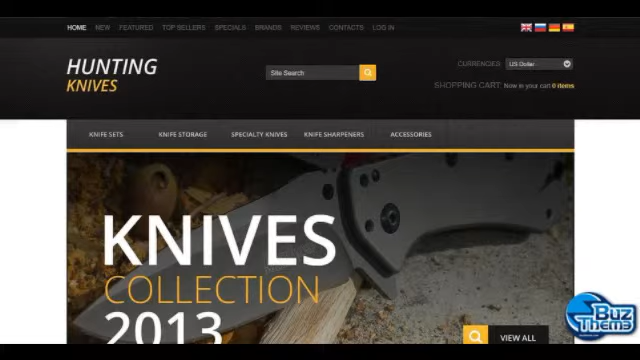 HOME NEW FEATURED TOP SELLERS SPECIALS BRANDS REVIEWS CONTACTS LOG IN
HUNTING
KNIVES
Site Search
CURRENCIES: US Dollar
SHOPPING CART: Now in your cart 0 items
KNIFE SETS KNIFE STORAGE SPECIALTY KNIVES KNIFE SHARPENERS ACCESSORIES
KNIVES
COLLECTION
2013
VIEW ALL
BUZ
THEM3